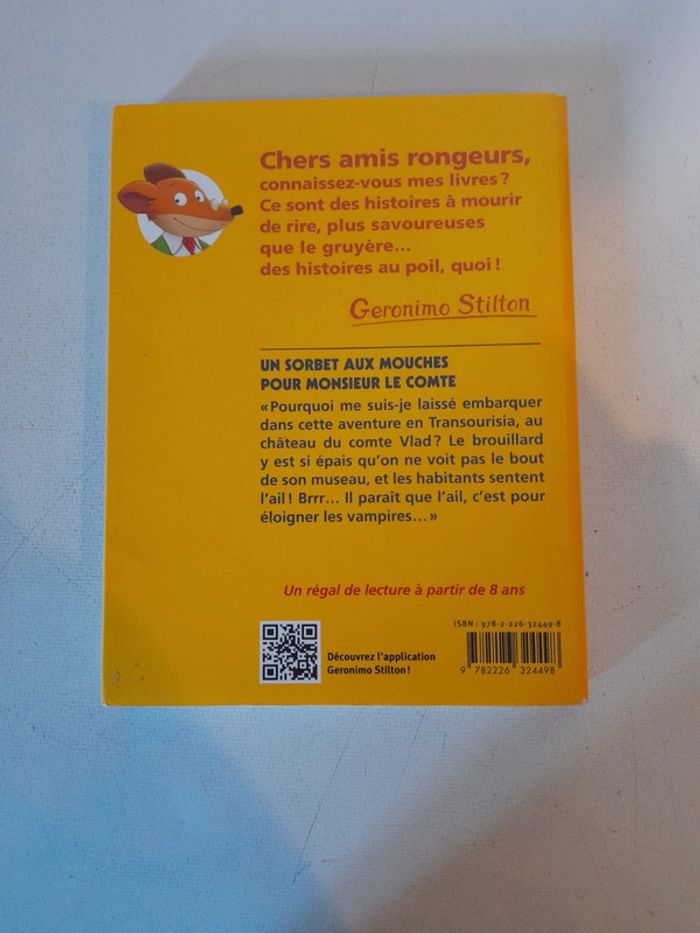 Chers amis rongeurs,
connaissez-vous mes livres ?
Ce sont des histoires à mourir
de rire, plus savoureuses
que le gruyère...
des histoires au poil, quoi !
Geronimo Stilton
UN SORBET AUX MOUCHES
POUR MONSIEUR LE COMTE
« Pourquoi me suis-je laissé embarquer
dans cette aventure en Transourisia, au
château du comte Vlad ? Le brouillard
y est si épais qu'on ne voit pas le bout
de son museau, et les habitants sentent
l'ail ! Brrr... Il paraît que l'ail, c'est pour
éloigner les vampires... »
Un régal de lecture à partir de 8 ans
Découvrez l'application
Geronimo Stilton !
ISBN : 978-2-226-32449-8
9 782226 324498